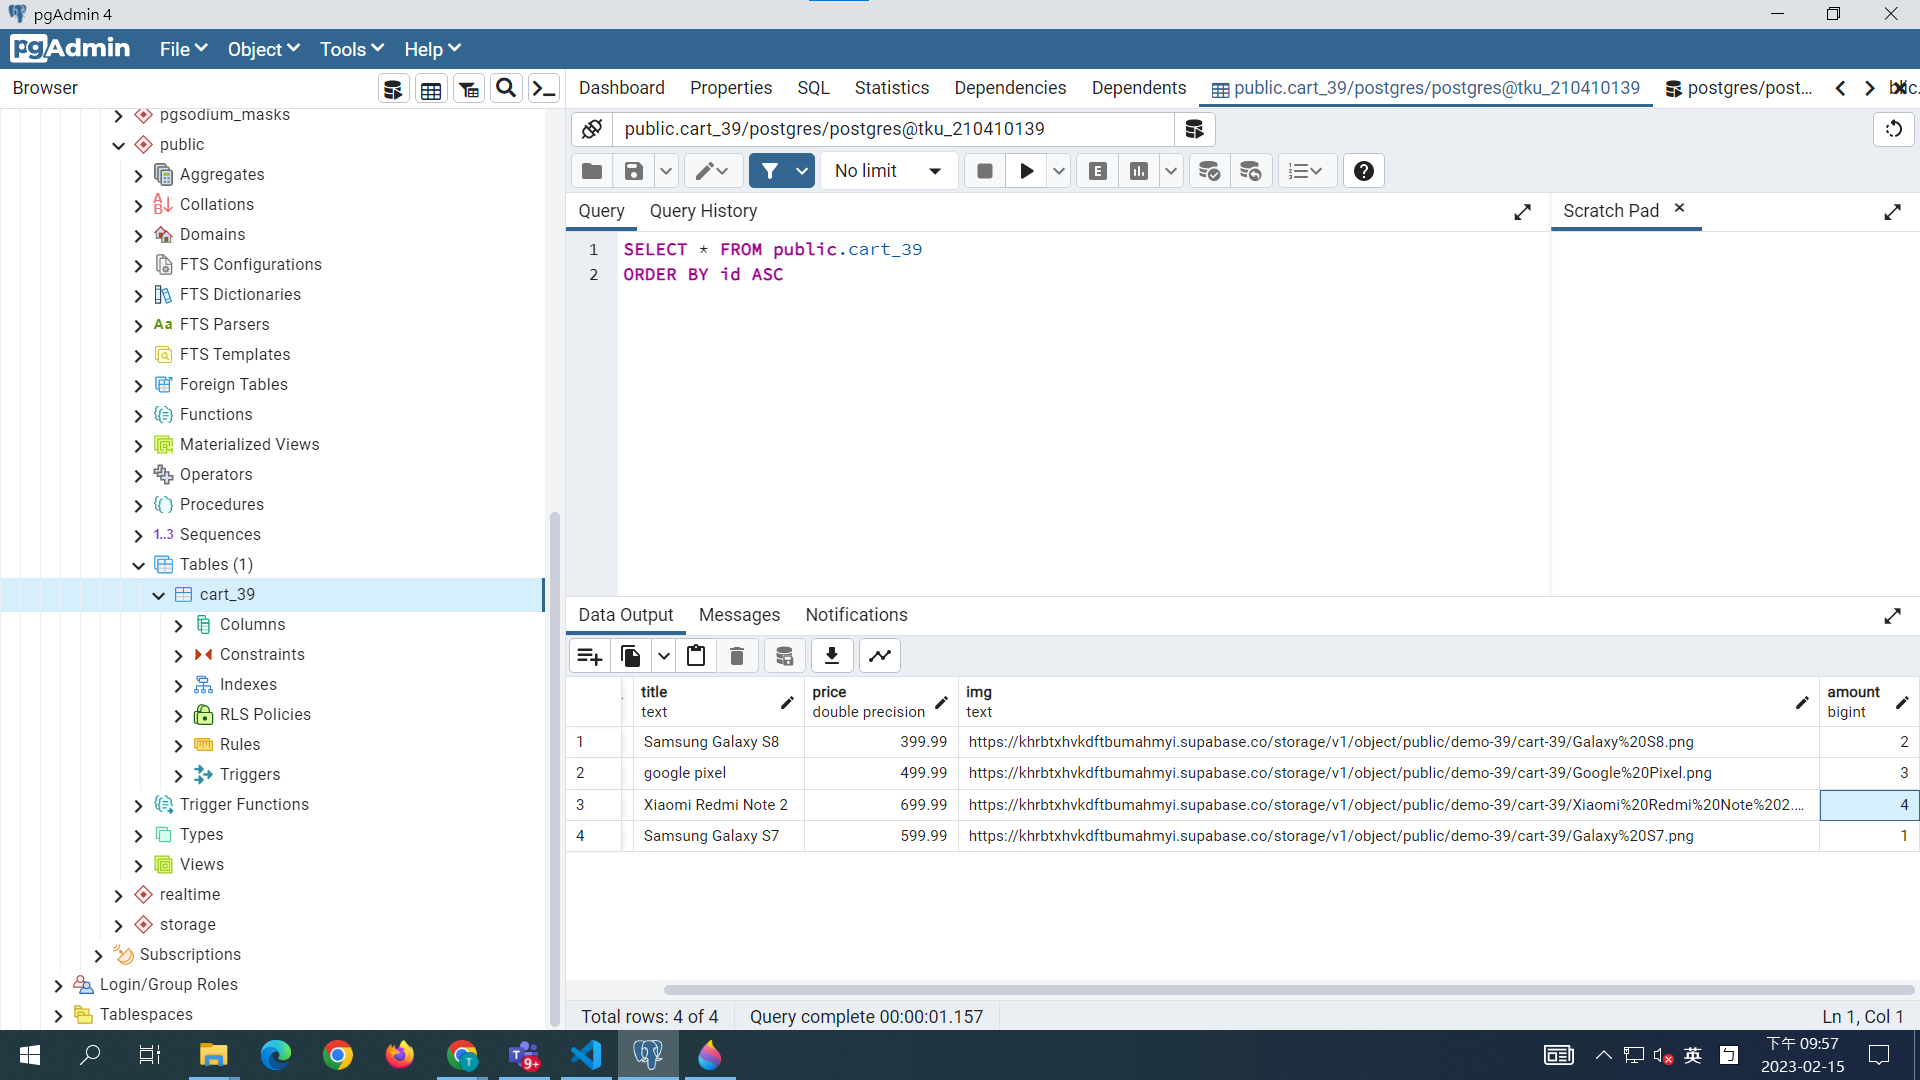 pgAdmin 4
pgAdmin File Object Tools Help
Browser
Dashboard Properties SQL Statistics Dependencies Dependents public.cart_39/postgres/postgres@tku_210410139 postgres/post...
public.cart_39/postgres/postgres@tku_210410139
No limit
E
Query Query History
Scratch Pad
1 SELECT * FROM public.cart_39
2 ORDER BY id ASC
pgsodium_masks
public
Aggregates
Collations
Domains
FTS Configurations
FTS Dictionaries
Aa FTS Parsers
FTS Templates
Foreign Tables
Functions
Materialized Views
Operators
Procedures
1..3 Sequences
Tables (1)
cart_39
Columns
Constraints
Indexes
RLS Policies
Rules
Triggers
Trigger Functions
Types
Views
realtime
storage
Subscriptions
Login/Group Roles
Tablespaces
Data Output Messages Notifications
title price img amount
text double precision text bigint
1 Samsung Galaxy S8 399.99 https://khrbtxhvkdftbumahmyi.supabase.co/storage/v1/object/public/demo-39/cart-39/Galaxy%20S8.png 2
2 google pixel 499.99 https://khrbtxhvkdftbumahmyi.supabase.co/storage/v1/object/public/demo-39/cart-39/Google%20Pixel.png 3
3 Xiaomi Redmi Note 2 699.99 https://khrbtxhvkdftbumahmyi.supabase.co/storage/v1/object/public/demo-39/cart-39/Xiaomi%20Redmi%20Note%202.... 4
4 Samsung Galaxy S7 599.99 https://khrbtxhvkdftbumahmyi.supabase.co/storage/v1/object/public/demo-39/cart-39/Galaxy%20S7.png 1
Total rows: 4 of 4 Query complete 00:00:01.157 Ln 1, Col 1
T 9+ 英 ㄅ 下午 09:57
2023-02-15